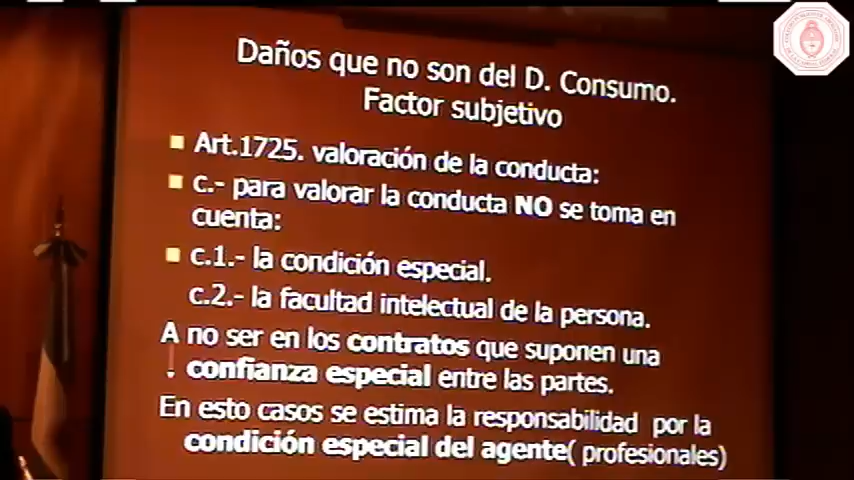 Daños que no son del D. Consumo.
Factor subjetivo
Art.1725. valoración de la conducta:
c.- para valorar la conducta NO se toma en
cuenta:
c.1.- la condición especial.
c.2.- la facultad intelectual de la persona.
A no ser en los contratos que suponen una
confianza especial entre las partes.
En esto casos se estima la responsabilidad por la
condición especial del agente( profesionales)